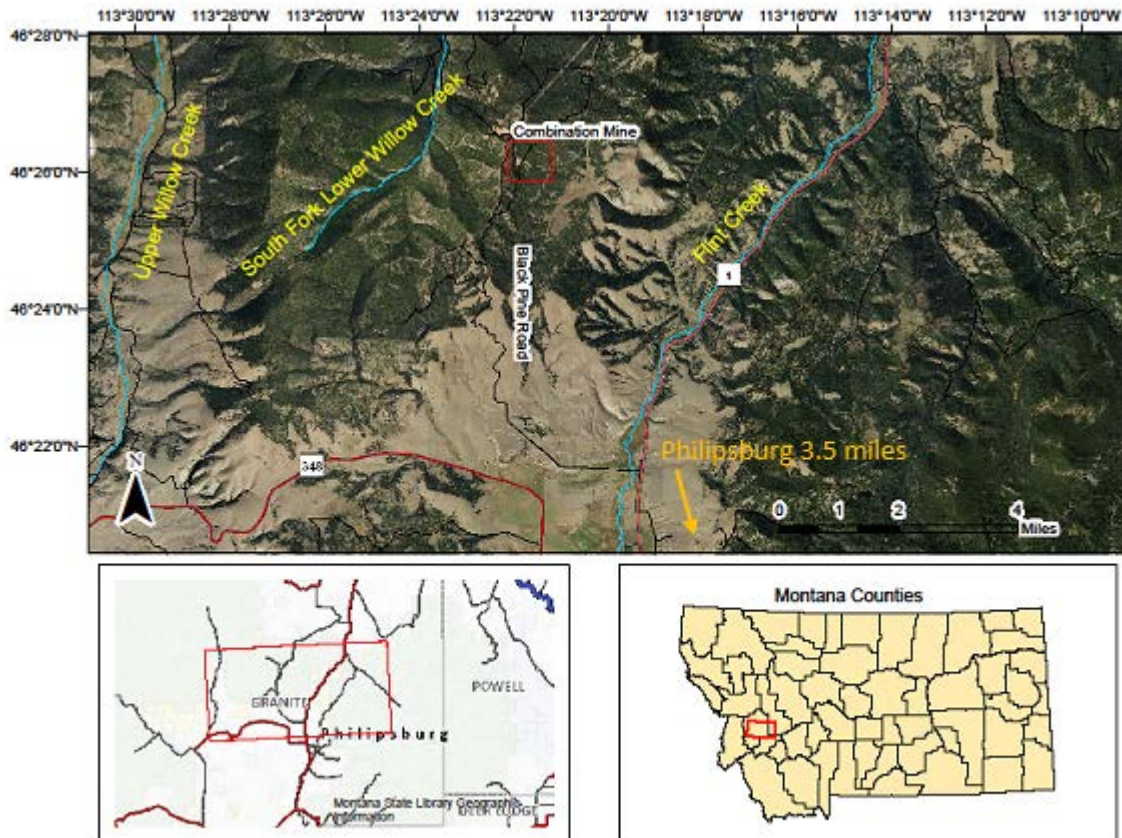 113°30'0"W 113°28'0"W 113°26'0"W 113°24'0"W 113°22'0"W 113°20'0"W 113°18'0"W 113°16'0"W 113°14'0"W 113°12'0"W 113°10'0"W
46°28'0"N
46°26'0"N
46°24'0"N
46°22'0"N
Upper Willow Creek
South Fork Lower Willow Creek
Combination Mine
Black Pine Road
Flint Creek
1
348
N
Philipsburg 3.5 miles
0 1 2 4
Miles
GRANITE
POWELL
Philipsburg
Montana State Library Geographic
Information
Montana Counties